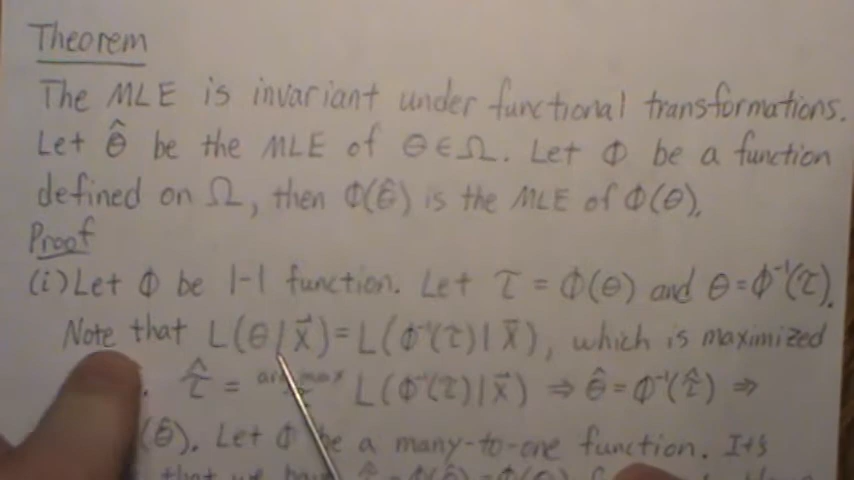 Theorem
The MLE is invariant under functional transformations.
Let θ̂ be the MLE of θ∈Ω. Let Φ be a function
defined on Ω, then Φ(θ̂) is the MLE of Φ(θ).
Proof
(i) Let Φ be 1-1 function. Let τ = Φ(θ) and θ=Φ⁻¹(τ).
Note that L(θ|x⃗)=L(Φ⁻¹(τ)|x⃗), which is maximized
τ̂ = L(Φ⁻¹(τ)|x⃗) ⇒ θ̂ = Φ⁻¹(τ̂) ⇒
(θ̂). Let Φ be a many-to-one function. It's
that we